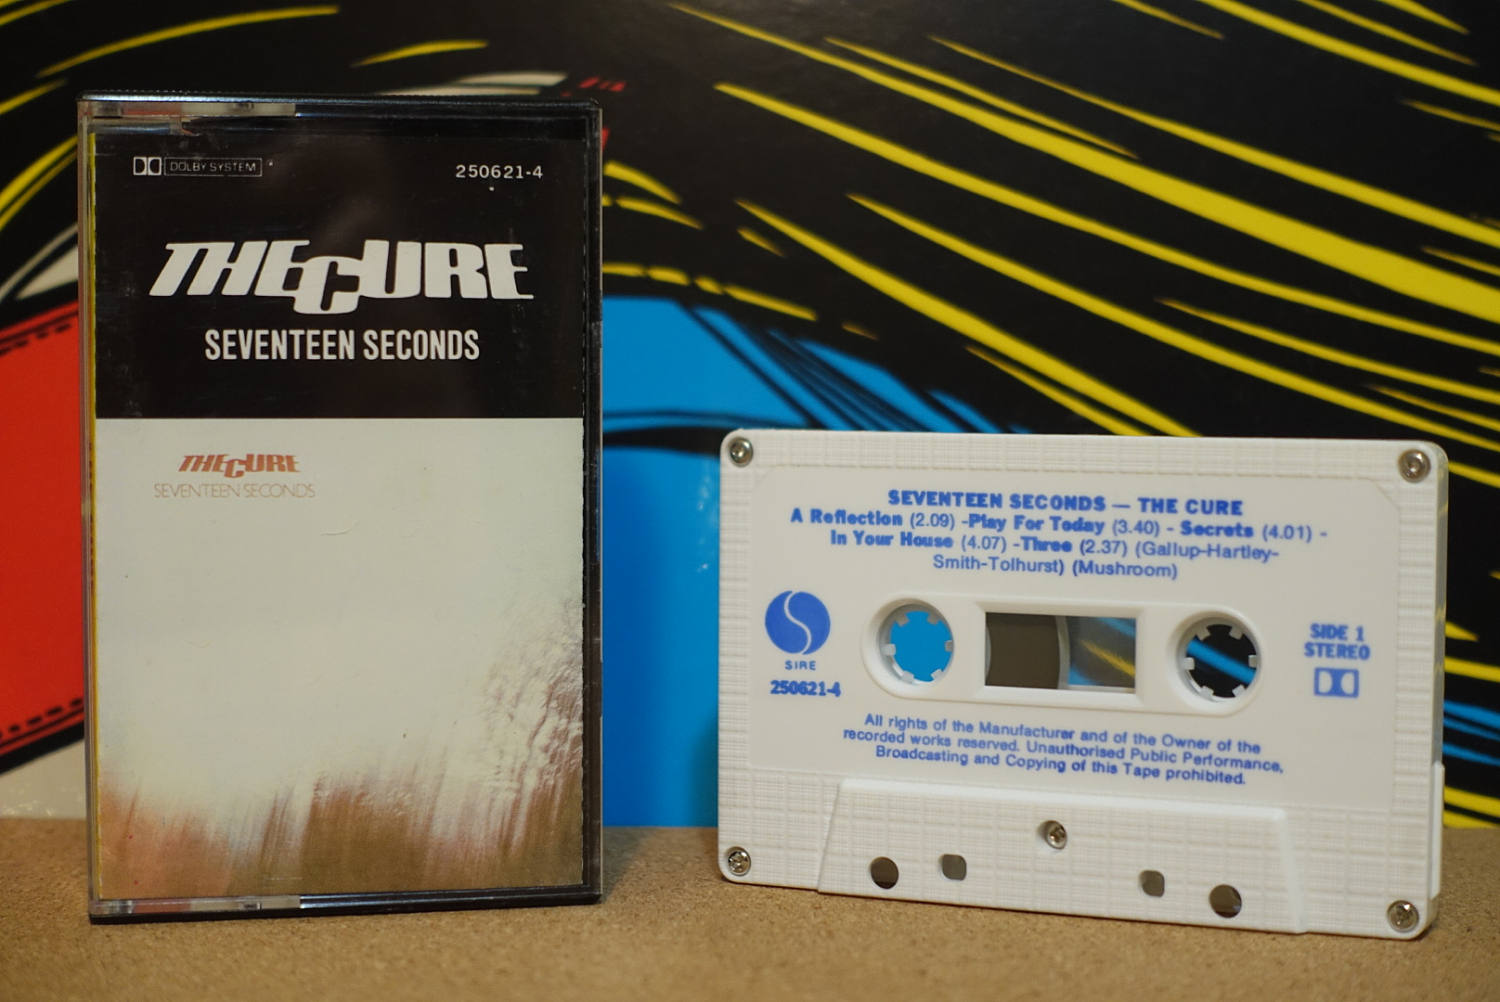 DOLBY SYSTEM
250621-4
THE CURE
SEVENTEEN SECONDS
THE CURE
SEVENTEEN SECONDS
SEVENTEEN SECONDS — THE CURE
A Reflection (2.09) -Play For Today (3.40) - Secrets (4.01) -
In Your House (4.07) -Three (2.37) (Gallup-Hartley-
Smith-Tolhurst) (Mushroom)
SIRE
250621-4
SIDE 1
STEREO
All rights of the Manufacturer and of the Owner of the
recorded works reserved. Unauthorised Public Performance,
Broadcasting and Copying of this Tape prohibited.